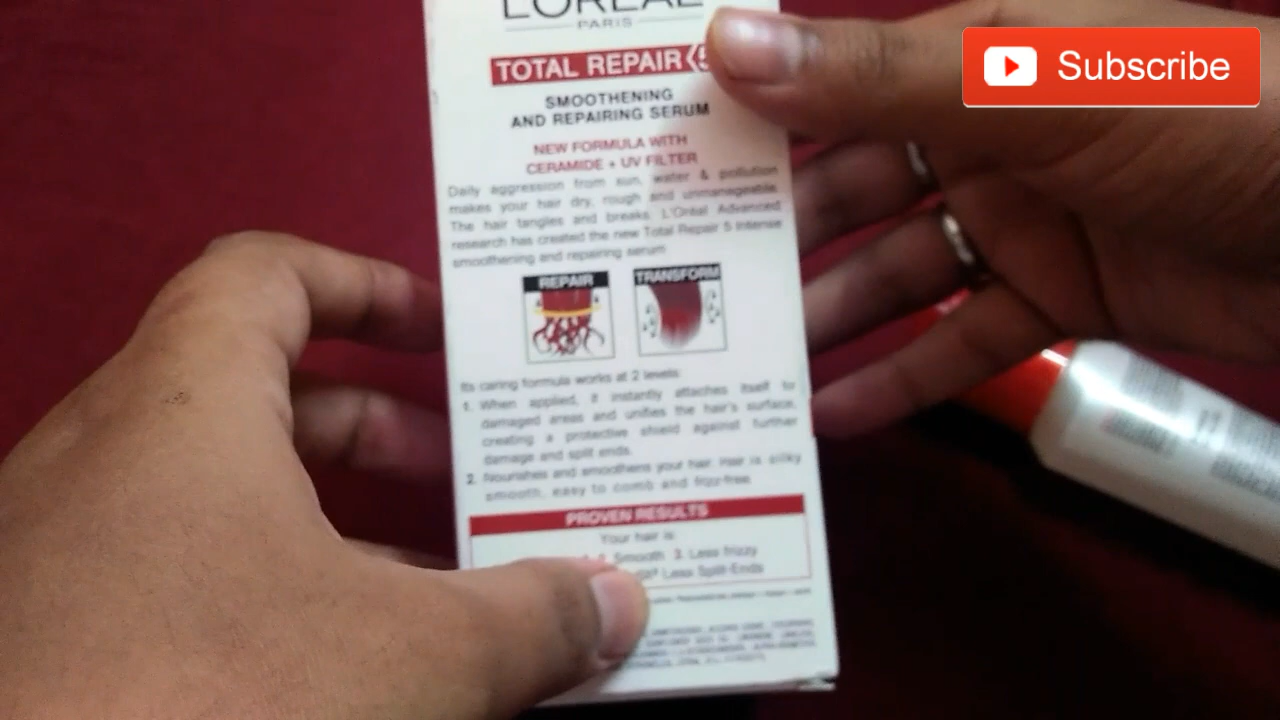 L'ORÉAL
PARIS
Subscribe
TOTAL REPAIR 5
SMOOTHENING
AND REPAIRING SERUM
NEW FORMULA WITH
CERAMIDE + UV FILTER
Daily aggression from sun, water & pollution
makes your hair dry, rough and unmanageable.
The hair tangles and breaks. L'Oréal Advanced
research has created the new Total Repair 5 intense
smoothening and repairing serum
REPAIR TRANSFORM
Its caring formula works at 2 levels:
1. When applied, it instantly attaches itself to
damaged areas and unifies the hair's surface,
creating a protective shield against further
damage and split ends.
2. Nourishes and smoothens your hair. Hair is silky
smooth, easy to comb and frizz-free.
PROVEN RESULTS
Your hair is:
Smooth 3. Less frizzy
Less Split-Ends